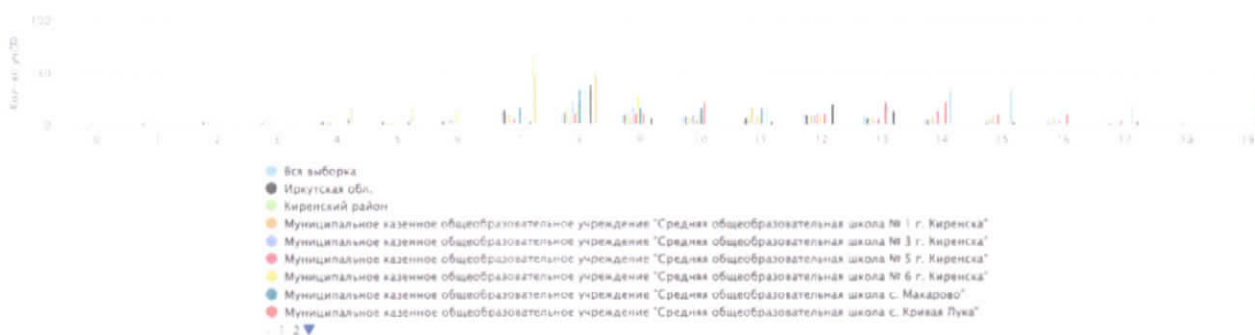 100
50
0
Кол-во уч-ся
0 1 2 3 4 5 6 7 8 9 10 11 12 13 14 15 16 17 18 19
Вся выборка
Иркутская обл.
Киренский район
Муниципальное казенное общеобразовательное учреждение "Средняя общеобразовательная школа № 1 г. Киренска"
Муниципальное казенное общеобразовательное учреждение "Средняя общеобразовательная школа № 3 г. Киренска"
Муниципальное казенное общеобразовательное учреждение "Средняя общеобразовательная школа № 5 г. Киренска"
Муниципальное казенное общеобразовательное учреждение "Средняя общеобразовательная школа № 6 г. Киренска"
Муниципальное казенное общеобразовательное учреждение "Средняя общеобразовательная школа с. Макарово"
Муниципальное казенное общеобразовательное учреждение "Средняя общеобразовательная школа с. Кривая Лука"
1 2